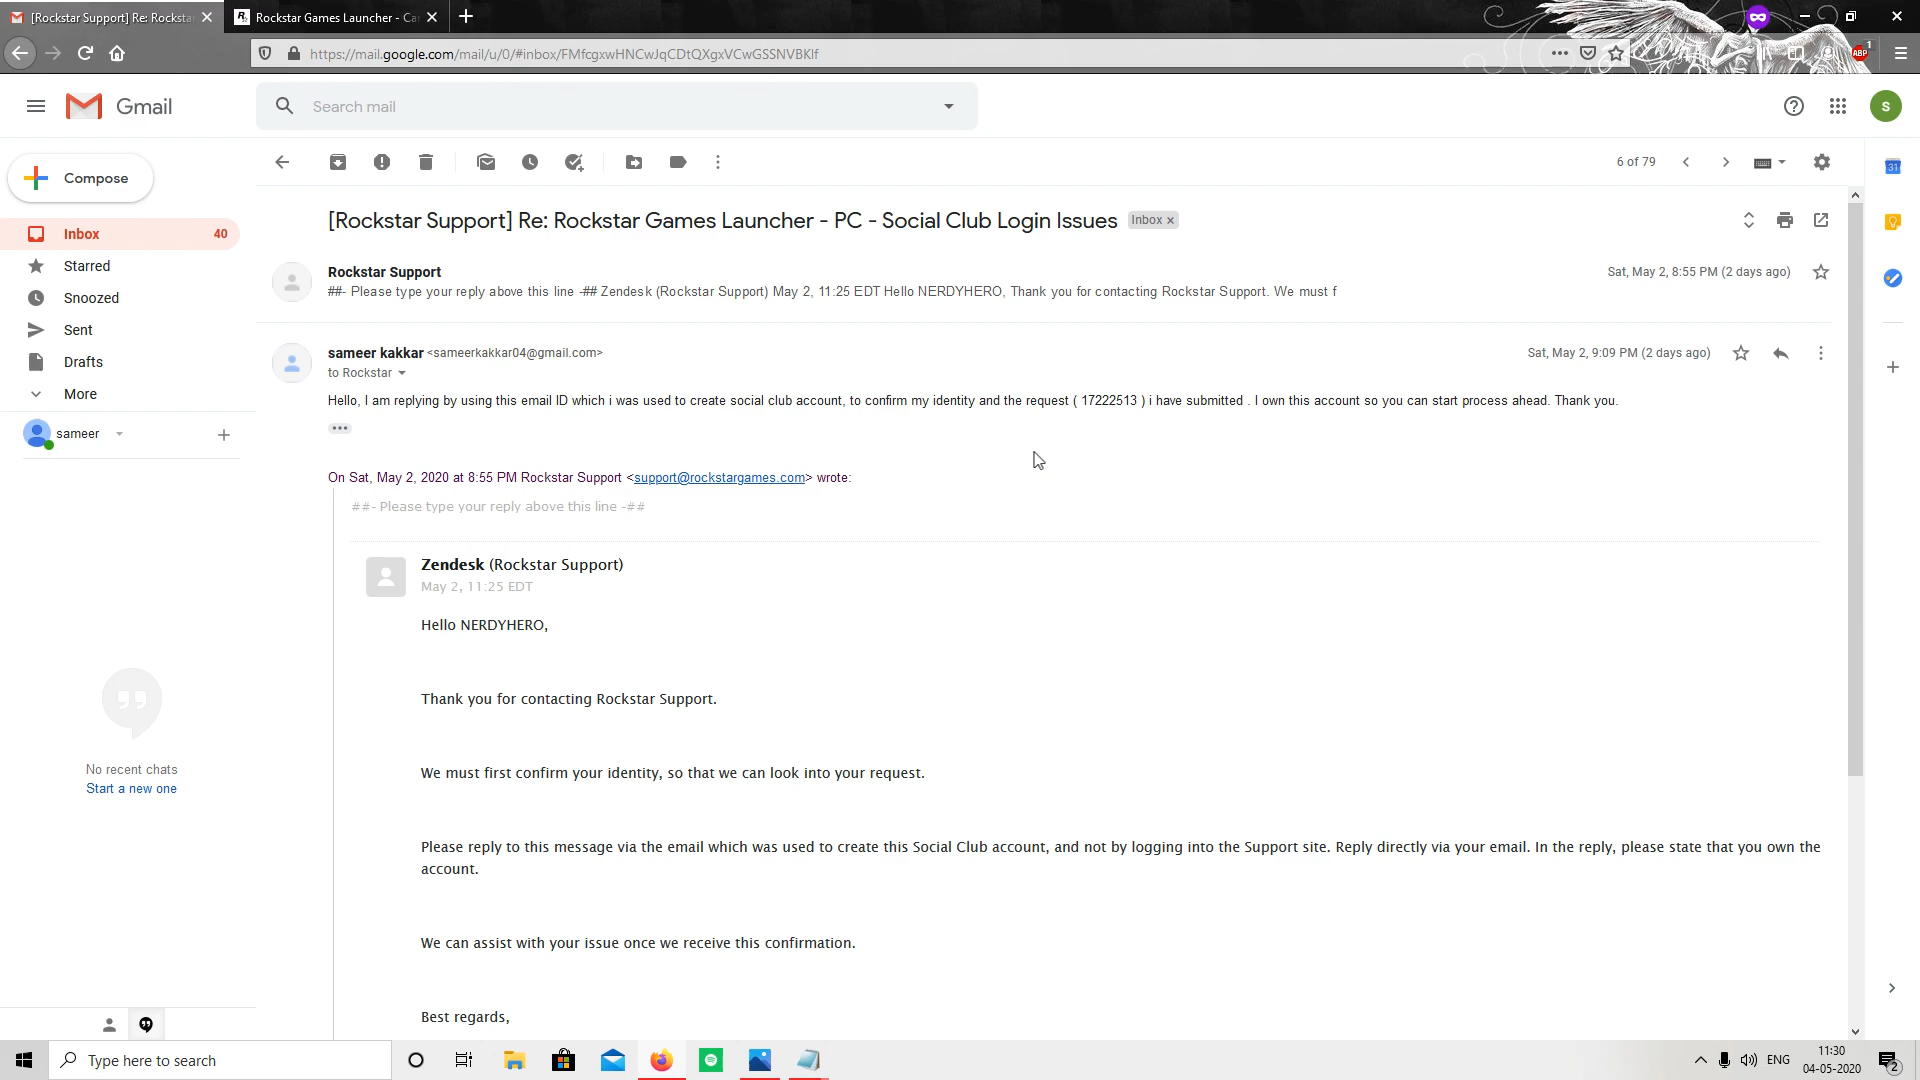 [Rockstar Support] Re: Rocksta
Rockstar Games Launcher - Ca
https://mail.google.com/mail/u/0/#inbox/FMfcgxwHNCwJqCDtQXgxVCwGSSNVBKlf
ABP
1
Gmail
Search mail
S
Compose
6 of 79
31
Inbox 40
Starred
Snoozed
Sent
Drafts
More
sameer
No recent chats
Start a new one
[Rockstar Support] Re: Rockstar Games Launcher - PC - Social Club Login Issues Inbox ×
Rockstar Support Sat, May 2, 8:55 PM (2 days ago)
##- Please type your reply above this line -## Zendesk (Rockstar Support) May 2, 11:25 EDT Hello NERDYHERO, Thank you for contacting Rockstar Support. We must f
sameer kakkar <sameerkakkar04@gmail.com> Sat, May 2, 9:09 PM (2 days ago)
to Rockstar
Hello, I am replying by using this email ID which i was used to create social club account, to confirm my identity and the request ( 17222513 ) i have submitted . I own this account so you can start process ahead. Thank you.
On Sat, May 2, 2020 at 8:55 PM Rockstar Support <support@rockstargames.com> wrote:
##- Please type your reply above this line -##
Zendesk (Rockstar Support)
May 2, 11:25 EDT
Hello NERDYHERO,
Thank you for contacting Rockstar Support.
We must first confirm your identity, so that we can look into your request.
Please reply to this message via the email which was used to create this Social Club account, and not by logging into the Support site. Reply directly via your email. In the reply, please state that you own the
account.
We can assist with your issue once we receive this confirmation.
Best regards,
Type here to search
ENG
11:30
04-05-2020
2